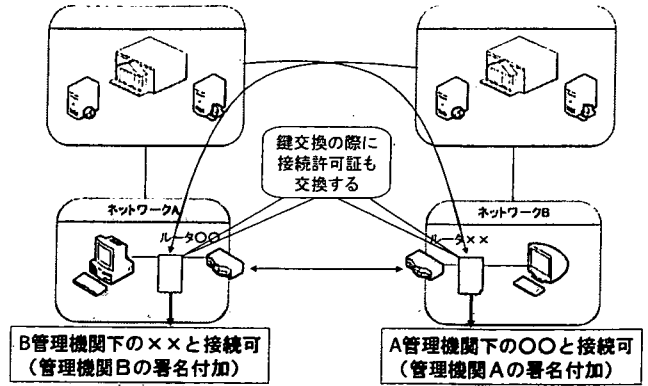 鍵交換の際に
接続許可証も
交換する
ネットワークA
ルータ〇〇
ネットワークB
ルータ××
B管理機関下の××と接続可
（管理機関Bの署名付加）
A管理機関下の〇〇と接続可
（管理機関Aの署名付加）